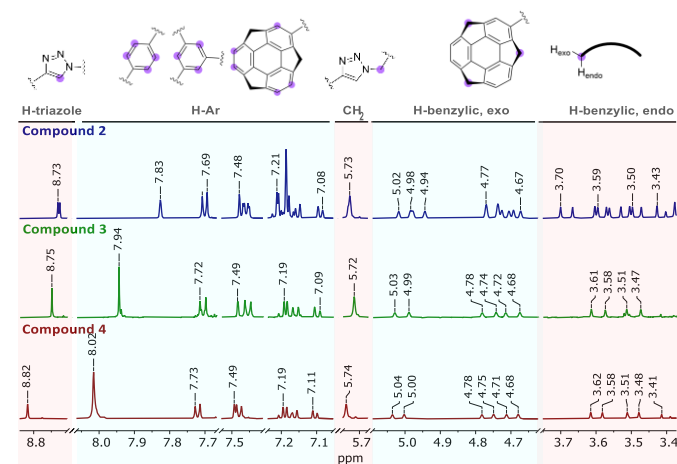 N N
N N
N N N
N N
H exo
H endo
H-triazole H-Ar CH2 H-benzylic, exo H-benzylic, endo
Compound 2
8.73 7.83 7.69 7.48 7.21 7.08 5.73 5.02 4.98 4.94 4.77 4.67 3.70 3.59 3.50 3.43
Compound 3
8.75 7.94 7.72 7.49 7.19 7.09 5.72 5.03 4.99 4.78 4.74 4.72 4.68 3.61 3.58 3.51 3.47
Compound 4
8.82 8.02 7.73 7.49 7.19 7.11 5.74 5.04 5.00 4.78 4.75 4.71 4.68 3.62 3.58 3.51 3.48 3.41
8.8 8.0 7.9 7.8 7.7 7.5 7.2 7.1 5.7 5.0 4.9 4.8 4.7 3.7 3.6 3.5 3.4
ppm